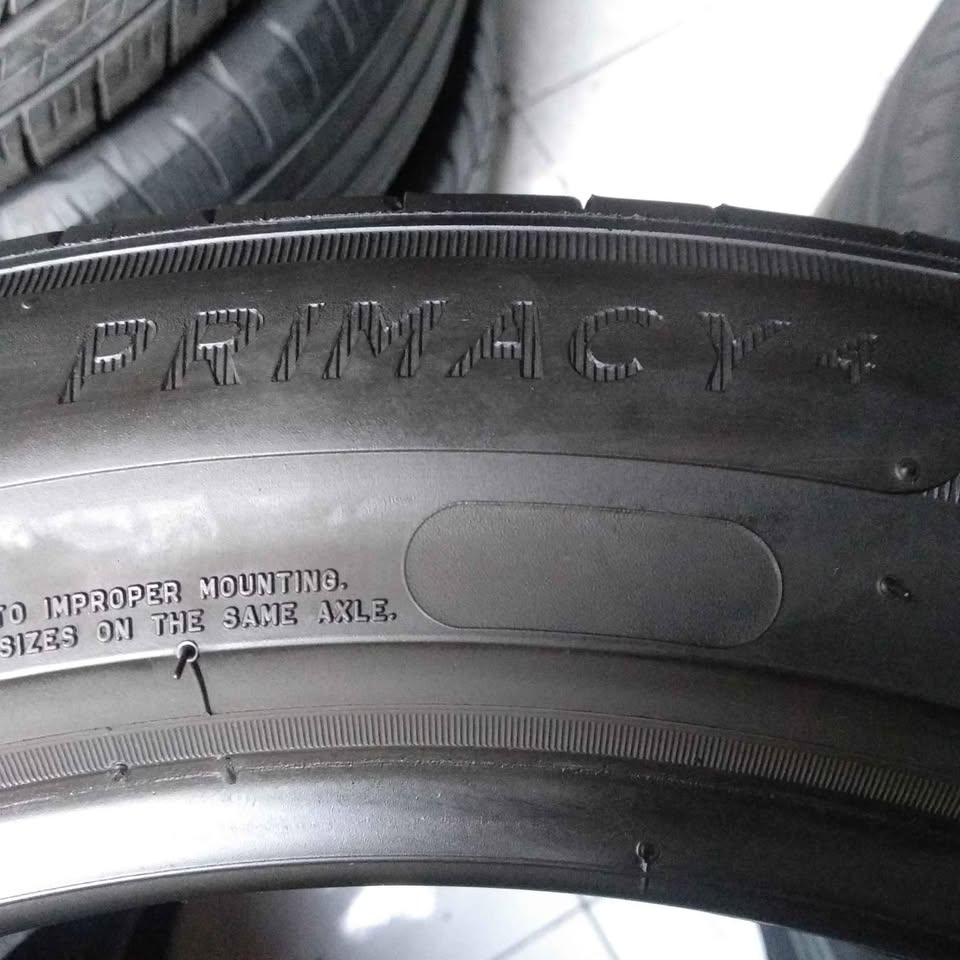 PRIMACY 4
TO IMPROPER MOUNTING.
SIZES ON THE SAME AXLE.